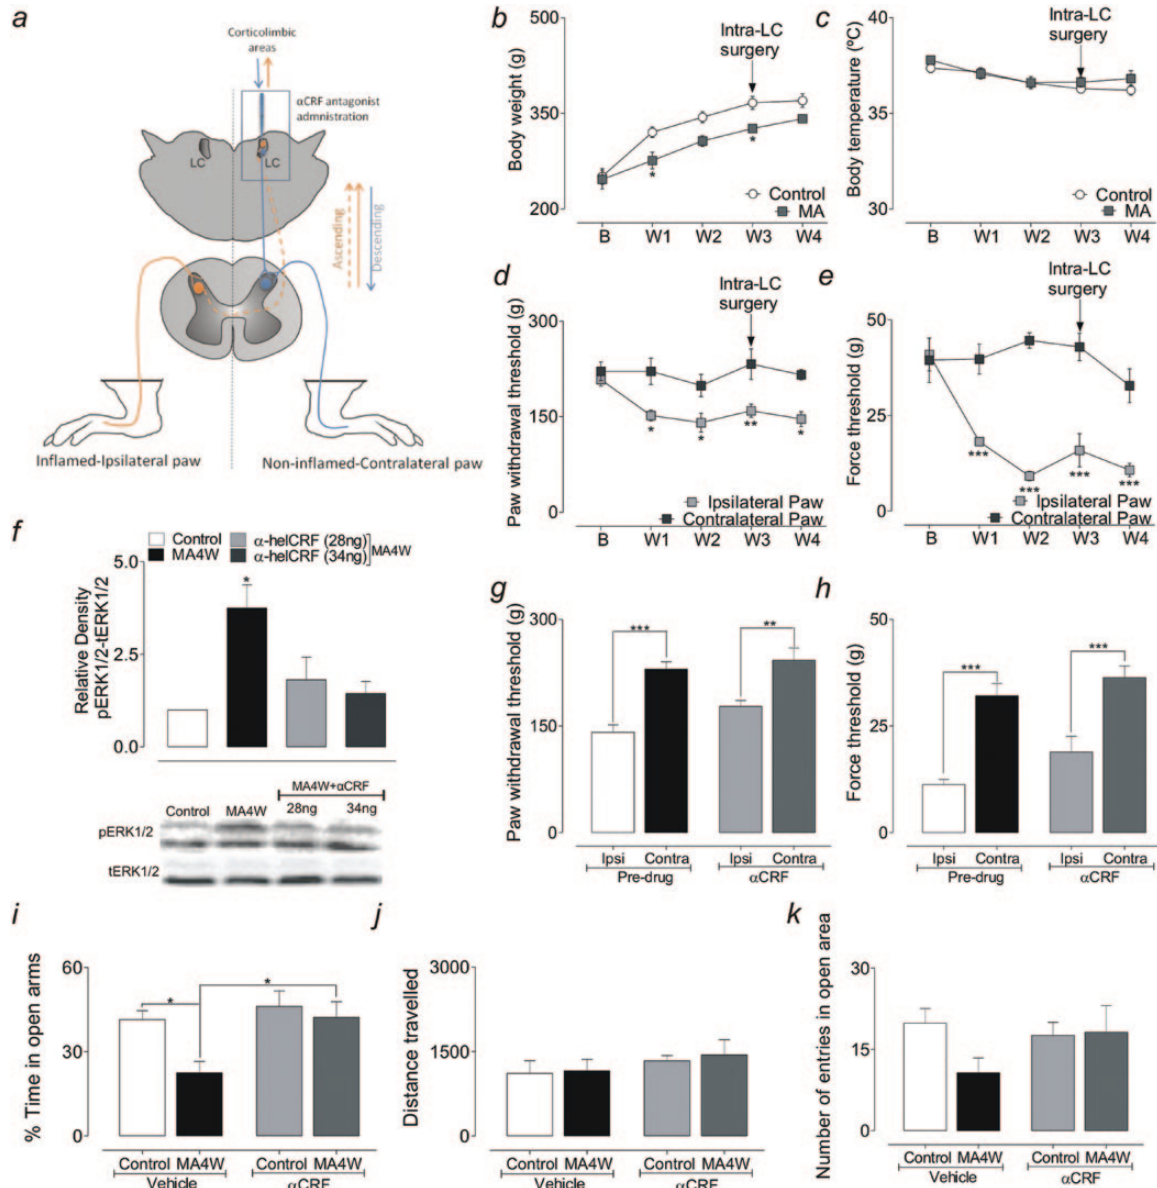 a
Corticolimbic
areas
αCRF antagonist
admnistration
LC
LC
Ascending
Descending
Inflamed-Ipsilateral paw
Non-inflamed-Contralateral paw
b
Body weight (g)
500
350
200
Intra-LC
surgery
Control
MA
B W1 W2 W3 W4
c
Body temperature (ºC)
40
35
30
Intra-LC
surgery
Control
MA
B W1 W2 W3 W4
d
Paw withdrawal threshold (g)
300
150
0
Intra-LC
surgery
* * ** *
Ipsilateral Paw
Contralateral Paw
B W1 W2 W3 W4
e
Force threshold (g)
50
25
0
Intra-LC
surgery
*** *** *** ***
Ipsilateral Paw
Contralateral Paw
B W1 W2 W3 W4
f
Control
MA4W
α-helCRF (28ng)
α-helCRF (34ng)
MA4W
Relative Density
pERK1/2-tERK1/2
5.0
2.5
0.0
*
MA4W+αCRF
Control MA4W 28ng 34ng
pERK1/2
tERK1/2
g
Paw withdrawal threshold (g)
300
150
0
*** **
Ipsi Contra Ipsi Contra
Pre-drug αCRF
h
Force threshold (g)
50
25
0
*** ***
Ipsi Contra Ipsi Contra
Pre-drug αCRF
i
% Time in open arms
60
30
0
* *
Control MA4W Control MA4W
Vehicle αCRF
j
Distance travelled
3000
1500
0
Control MA4W Control MA4W
Vehicle αCRF
k
Number of entries in open area
30
15
0
Control MA4W Control MA4W
Vehicle αCRF